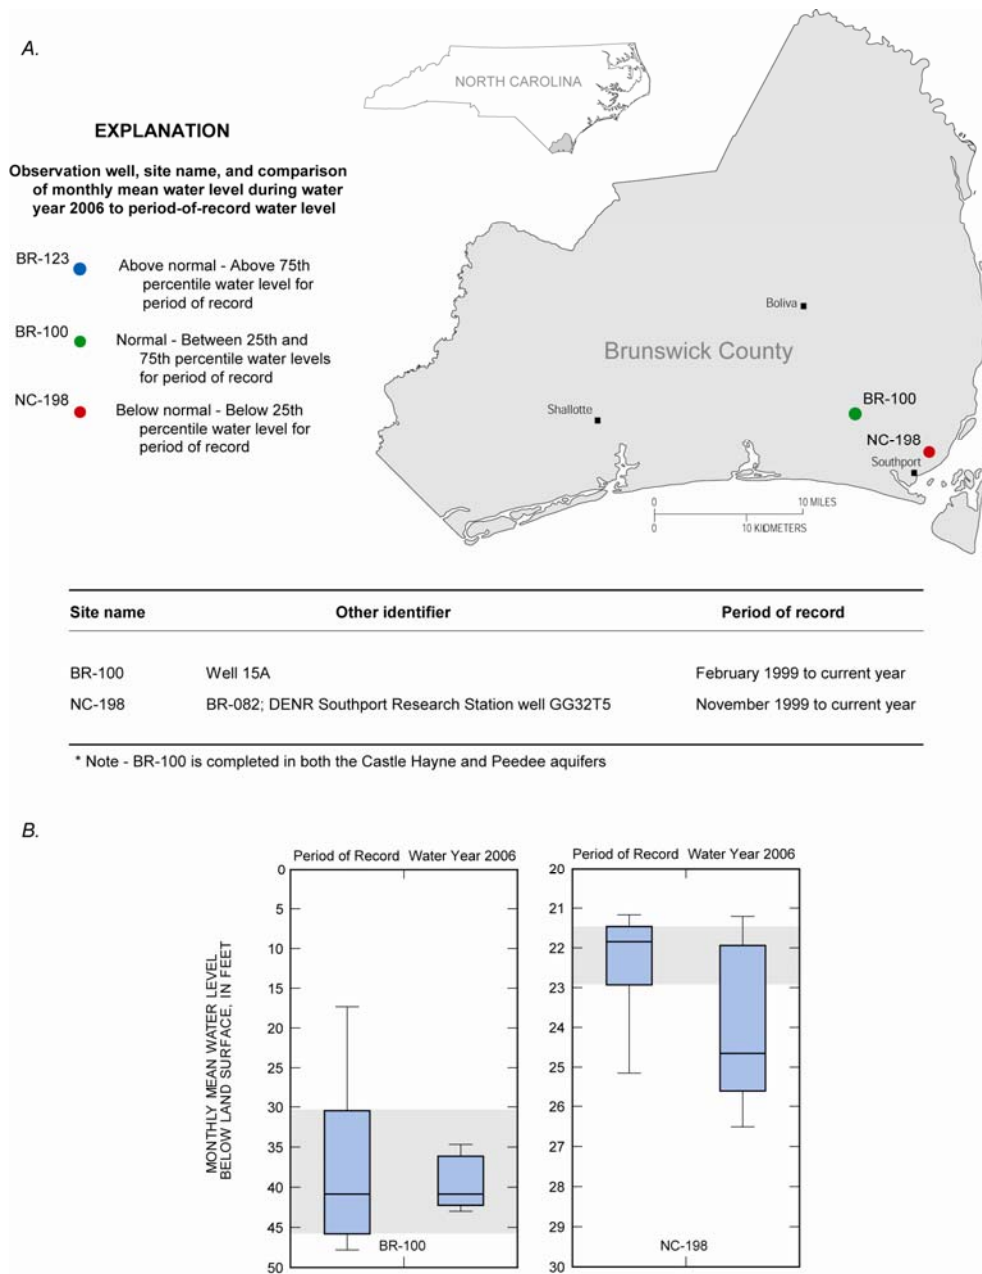 A.
NORTH CAROLINA
EXPLANATION
Observation well, site name, and comparison
of monthly mean water level during water
year 2006 to period-of-record water level
BR-123
Above normal - Above 75th
percentile water level for
period of record
BR-100
Normal - Between 25th and
75th percentile water levels
for period of record
NC-198
Below normal - Below 25th
percentile water level for
period of record
Boliva
Brunswick County
Shallotte
BR-100
NC-198
Southport
0 10 MILES
0 10 KILOMETERS
Site name Other identifier Period of record
BR-100 Well 15A February 1999 to current year
NC-198 BR-082; DENR Southport Research Station well GG32T5 November 1999 to current year
* Note - BR-100 is completed in both the Castle Hayne and Peedee aquifers
B.
MONTHLY MEAN WATER LEVEL
BELOW LAND SURFACE, IN FEET
Period of Record Water Year 2006
0
5
10
15
20
25
30
35
40
45
50
BR-100
Period of Record Water Year 2006
20
21
22
23
24
25
26
27
28
29
30
NC-198